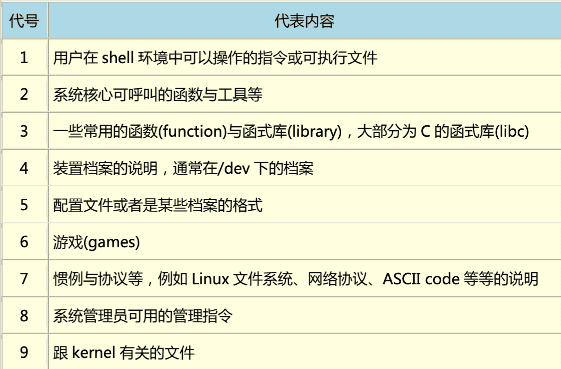 代号 代表内容
1 用户在 shell 环境中可以操作的指令或可执行文件
2 系统核心可呼叫的函数与工具等
3 一些常用的函数(function)与函式库(library)，大部分为 C 的函式库(libc)
4 装置档案的说明，通常在/dev 下的档案
5 配置文件或者是某些档案的格式
6 游戏(games)
7 惯例与协议等，例如 Linux 文件系统、网络协议、ASCII code 等等的说明
8 系统管理员可用的管理指令
9 跟 kernel 有关的文件